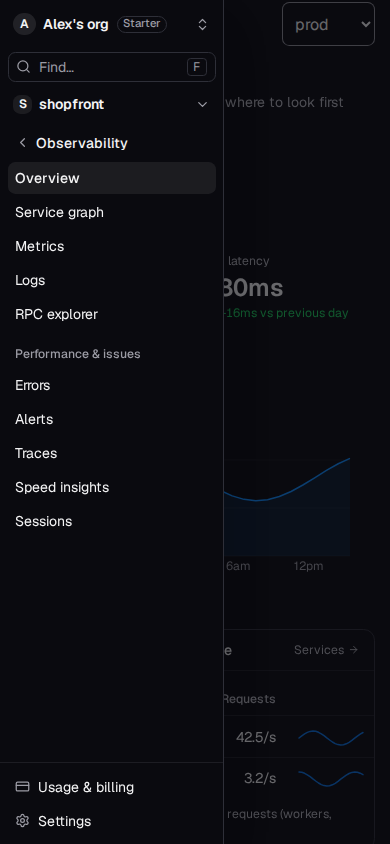 A Alex's org Starter
prod
Find... F
S shopfront
where to look first
Observability
Overview
Service graph
Metrics
latency
Logs
30ms
RPC explorer
16ms vs previous day
Performance & issues
Errors
Alerts
Traces
Speed insights
Sessions
6am 12pm
Services →
Requests
42.5/s
3.2/s
requests (workers,
Usage & billing
Settings